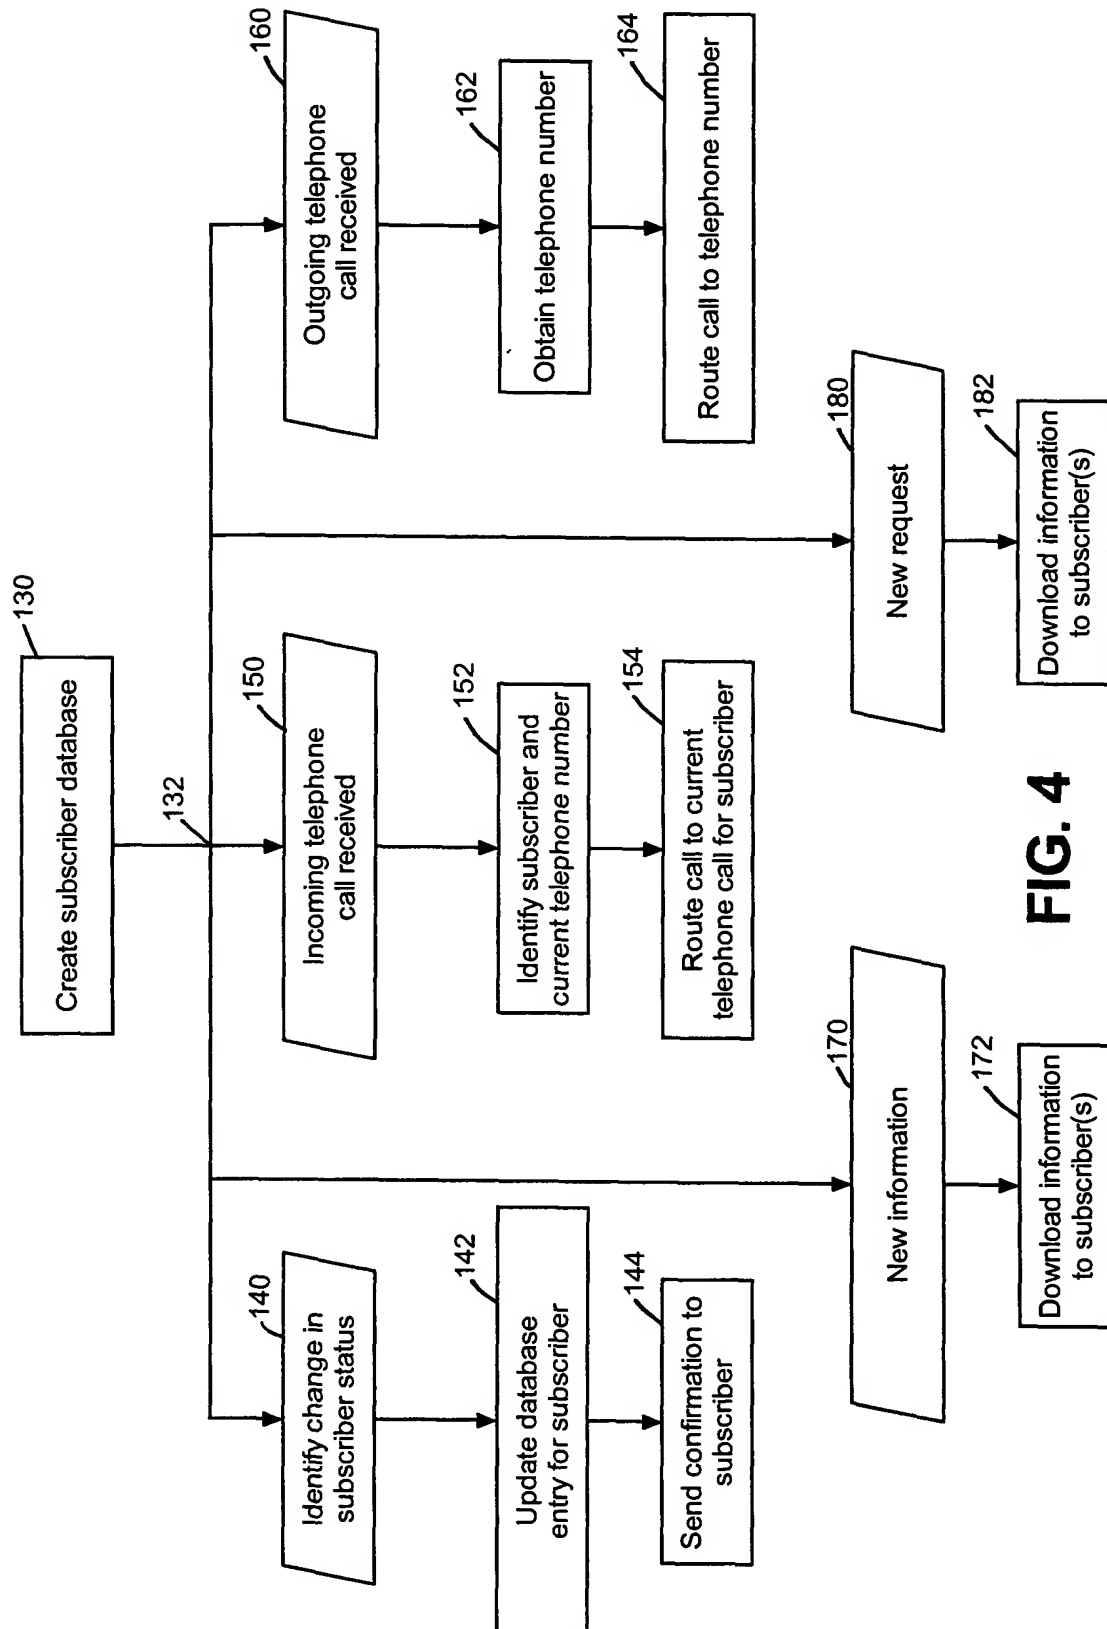 130
Create subscriber database
132
140
Identify change in
subscriber status
142
Update database
entry for subscriber
144
Send confirmation to
subscriber
150
Incoming telephone
call received
152
Identify subscriber and
current telephone number
154
Route call to current
telephone call for subscriber
160
Outgoing telephone
call received
162
Obtain telephone number
164
Route call to telephone number
170
New information
172
Download information
to subscriber(s)
180
New request
182
Download information
to subscriber(s)
FIG. 4